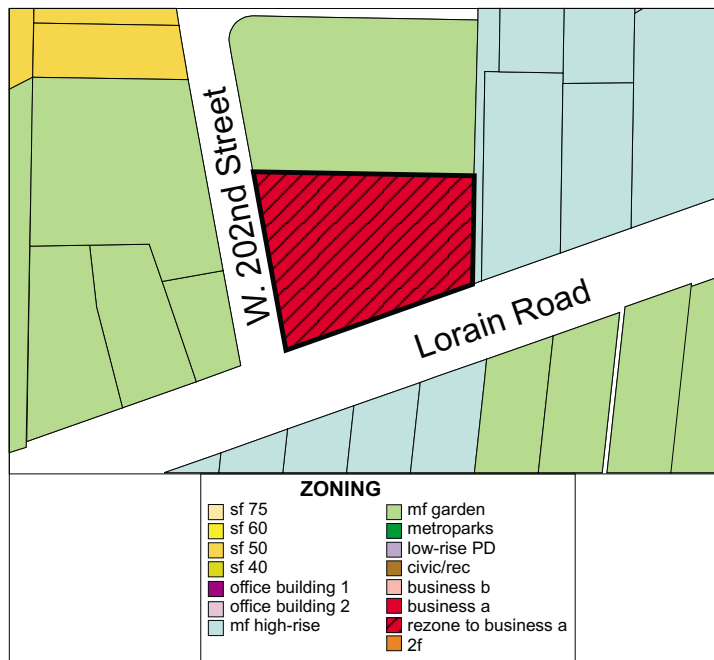 W. 202nd Street
Lorain Road
ZONING
sf 75
sf 60
sf 50
sf 40
office building 1
office building 2
mf high-rise
mf garden
metroparks
low-rise PD
civic/rec
business b
business a
rezone to business a
2f